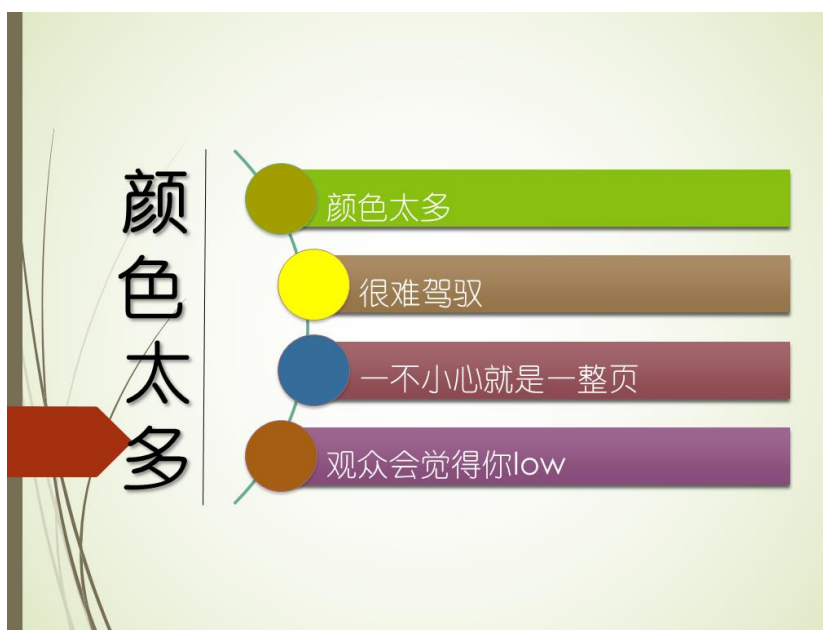 颜色太多
颜色太多
很难驾驭
一不小心就是一整页
观众会觉得你low